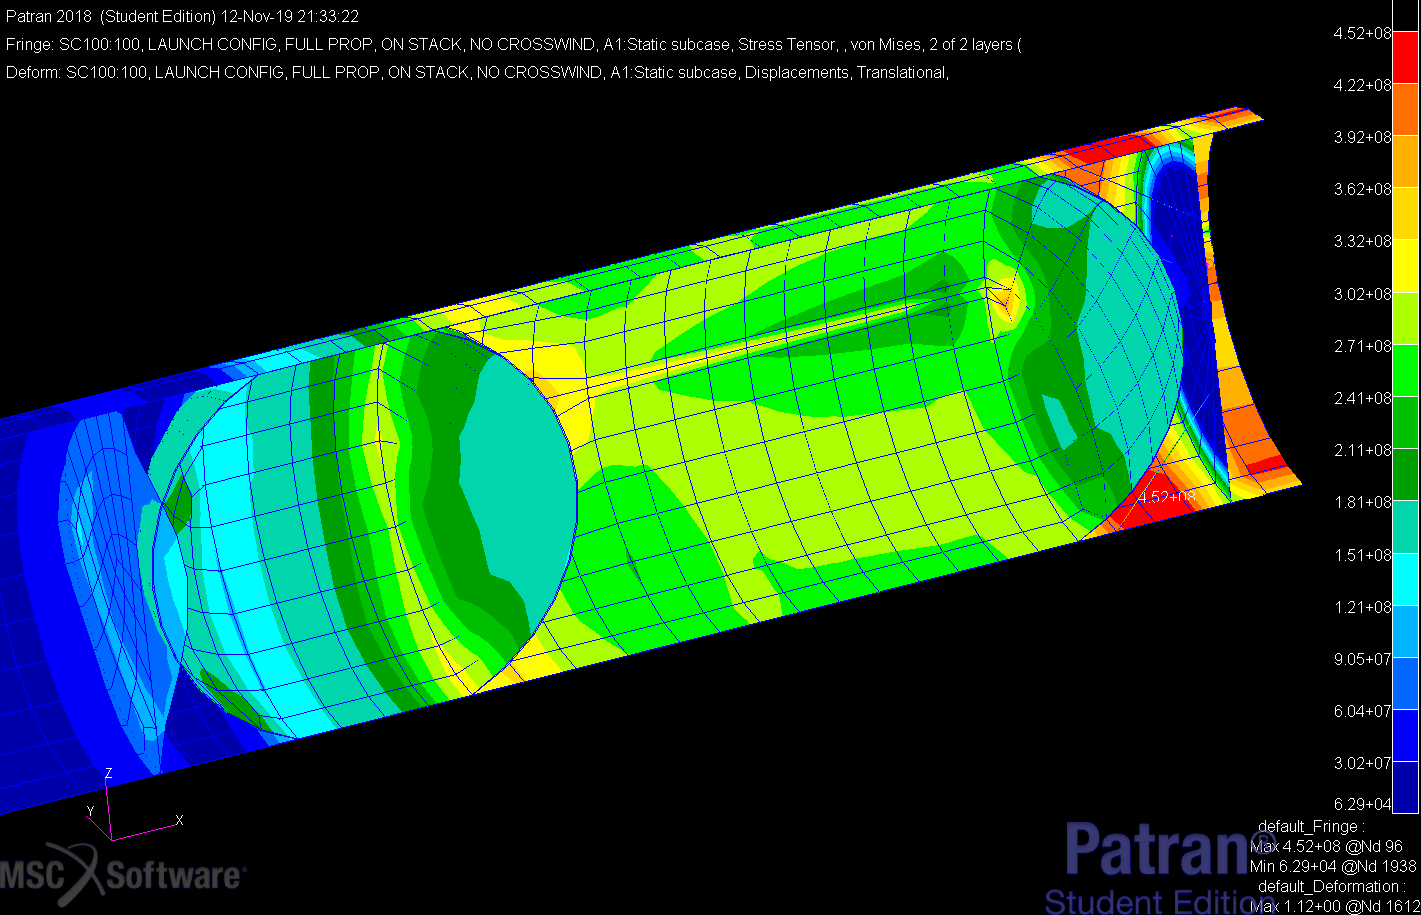 Patran 2018 (Student Edition) 12-Nov-19 21:33:22
Fringe: SC100:100, LAUNCH CONFIG, FULL PROP, ON STACK, NO CROSSWIND, A1:Static subcase, Stress Tensor, , von Mises, 2 of 2 layers (
Deform: SC100:100, LAUNCH CONFIG, FULL PROP, ON STACK, NO CROSSWIND, A1:Static subcase, Displacements, Translational,
4.52+08
4.22+08
3.92+08
3.62+08
3.32+08
3.02+08
2.71+08
2.41+08
2.11+08
1.81+08
1.51+08
1.21+08
9.05+07
6.04+07
3.02+07
6.29+04
4.52+08
Z
Y
X
default_Fringe :
Max 4.52+08 @Nd 96
Min 6.29+04 @Nd 1938
default_Deformation :
Max 1.12+00 @Nd 1612
MSC Software®
Patran®
Student Edition